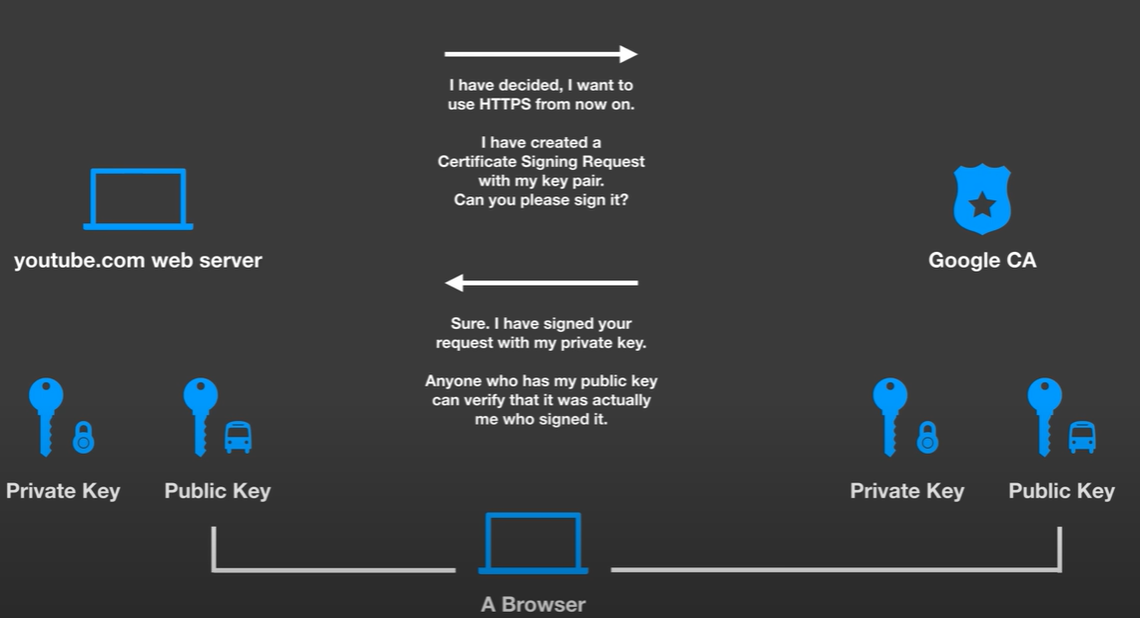 I have decided, I want to
use HTTPS from now on.
I have created a
Certificate Signing Request
with my key pair.
Can you please sign it?
youtube.com web server
Google CA
Sure. I have signed your
request with my private key.
Anyone who has my public key
can verify that it was actually
me who signed it.
Private Key
Public Key
Private Key
Public Key
A Browser